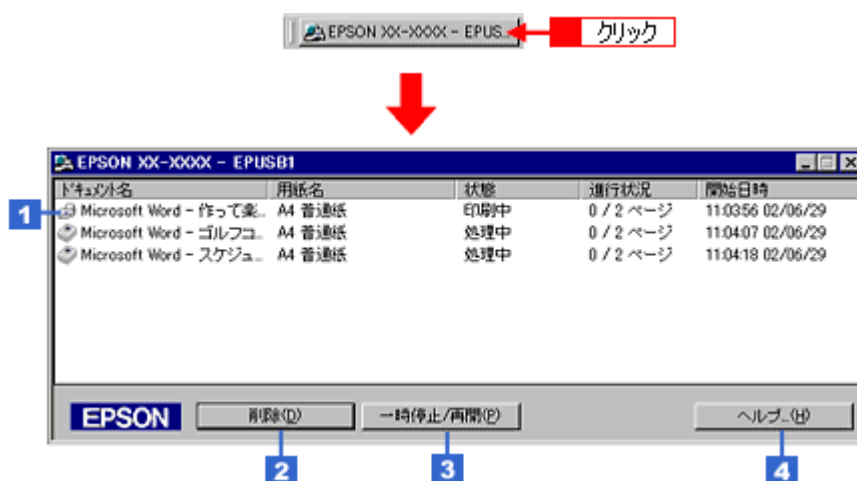 EPSON XX-XXXX - EPUS...
クリック
EPSON XX-XXXX - EPUSB1
ドキュメント名 用紙名 状態 進行状況 開始日時
1
Microsoft Word - 作って楽... A4 普通紙 印刷中 0 / 2 ページ 11:03:56 02/06/29
Microsoft Word - ゴルフコ... A4 普通紙 処理中 0 / 2 ページ 11:04:07 02/06/29
Microsoft Word - スケジュ... A4 普通紙 処理中 0 / 2 ページ 11:04:18 02/06/29
EPSON 削除(D) 一時停止/再開(P) ヘルプ...(H)
2 3 4